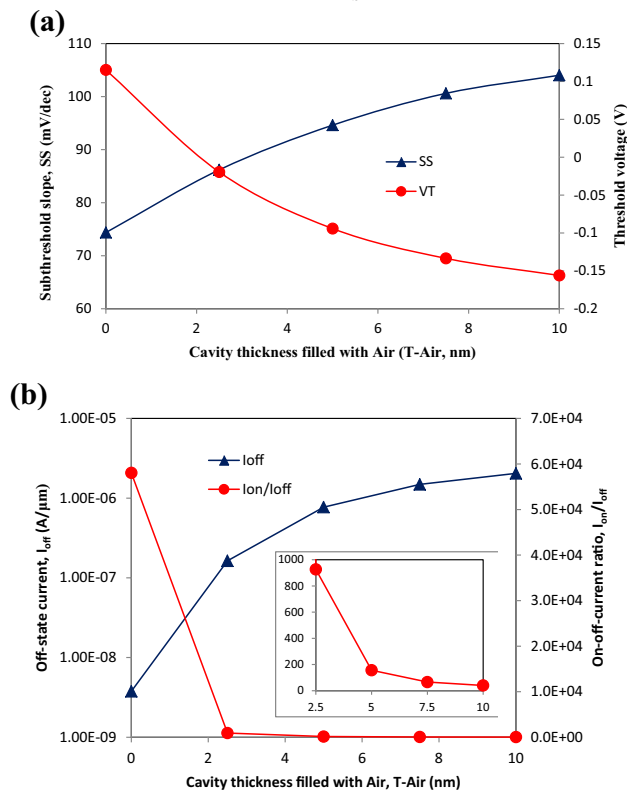 (a)
110
100
90
80
70
60
0.15
0.1
0.05
0
-0.05
-0.1
-0.15
-0.2
Subthreshold slope, SS (mV/dec)
Threshold voltage (V)
SS
VT
0 2 4 6 8 10
Cavity thickness filled with Air (T-Air, nm)
(b)
1.00E-05
1.00E-06
1.00E-07
1.00E-08
1.00E-09
7.0E+04
6.0E+04
5.0E+04
4.0E+04
3.0E+04
2.0E+04
1.0E+04
0.0E+00
Off-state current, Ioff (A/µm)
On-off-current ratio, Ion/Ioff
Ioff
Ion/Ioff
1000
800
600
400
200
0
2.5 5 7.5 10
0 2 4 6 8 10
Cavity thickness filled with Air, T-Air (nm)